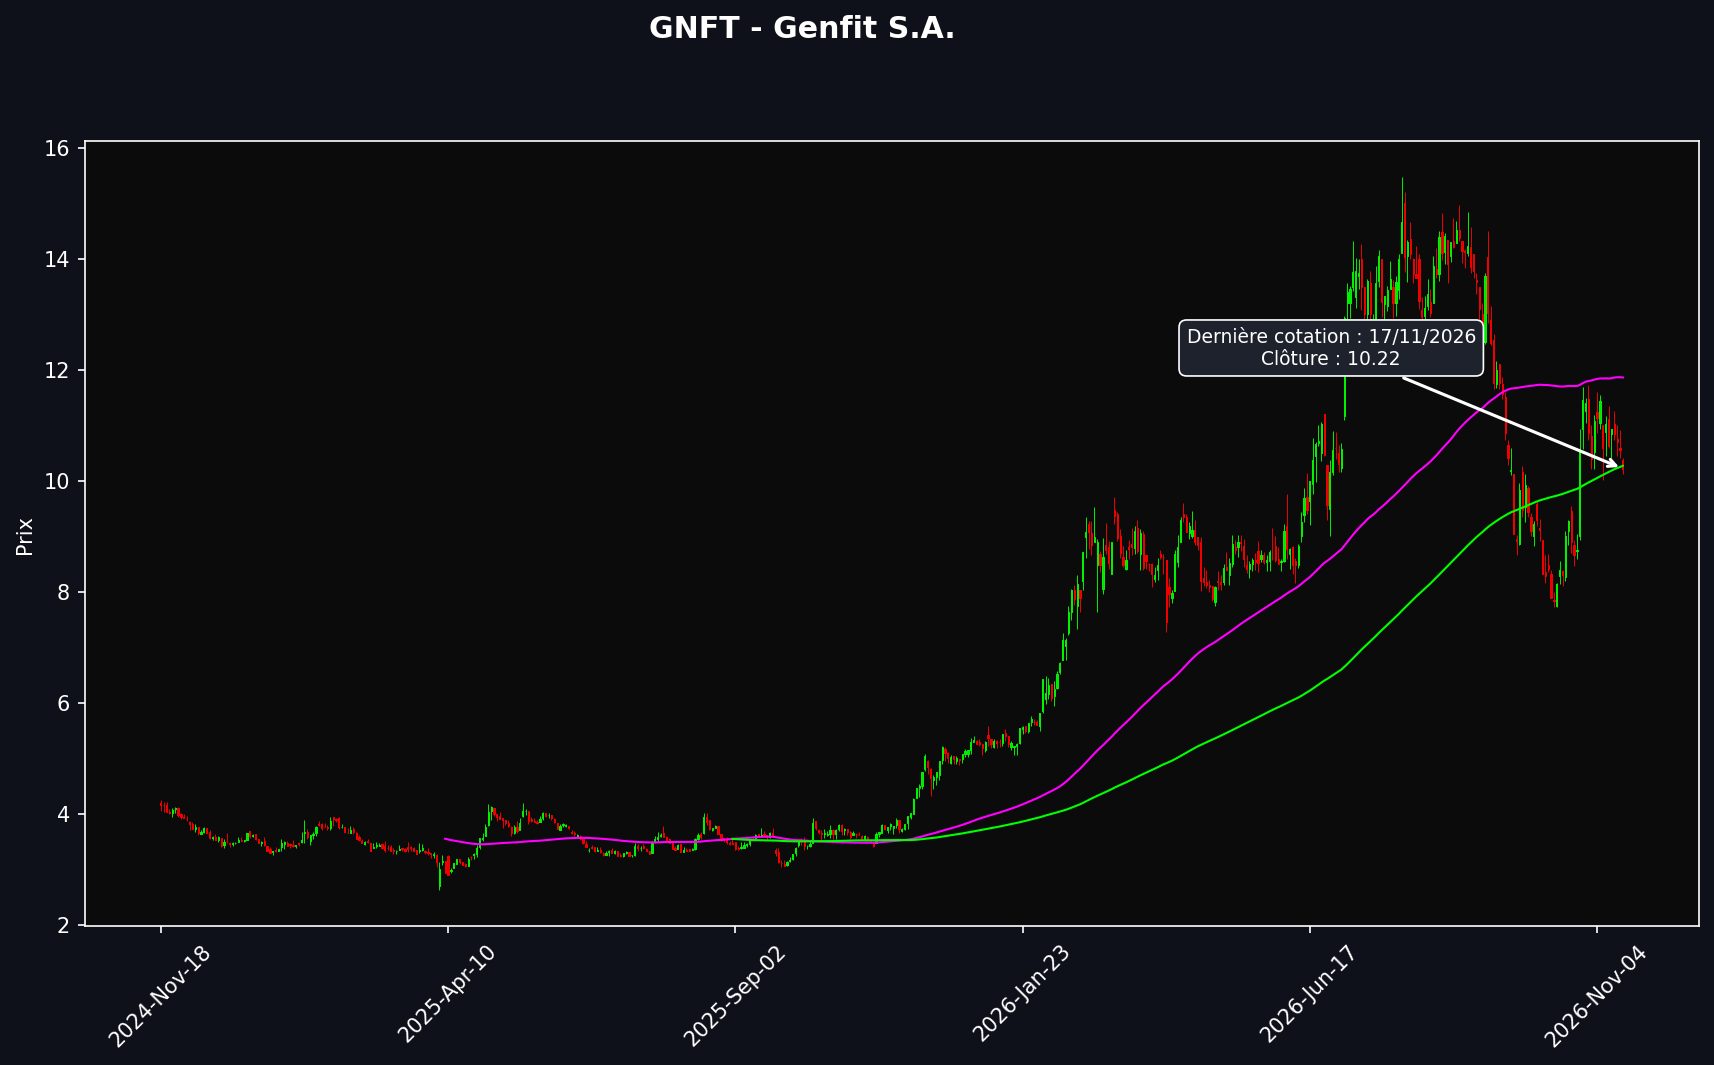 GNFT - Genfit S.A.
16
14
12
10
8
6
4
2
Prix
Dernière cotation : 17/11/2026
Clôture : 10.22
2024-Nov-18
2025-Apr-10
2025-Sep-02
2026-Jan-23
2026-Jun-17
2026-Nov-04